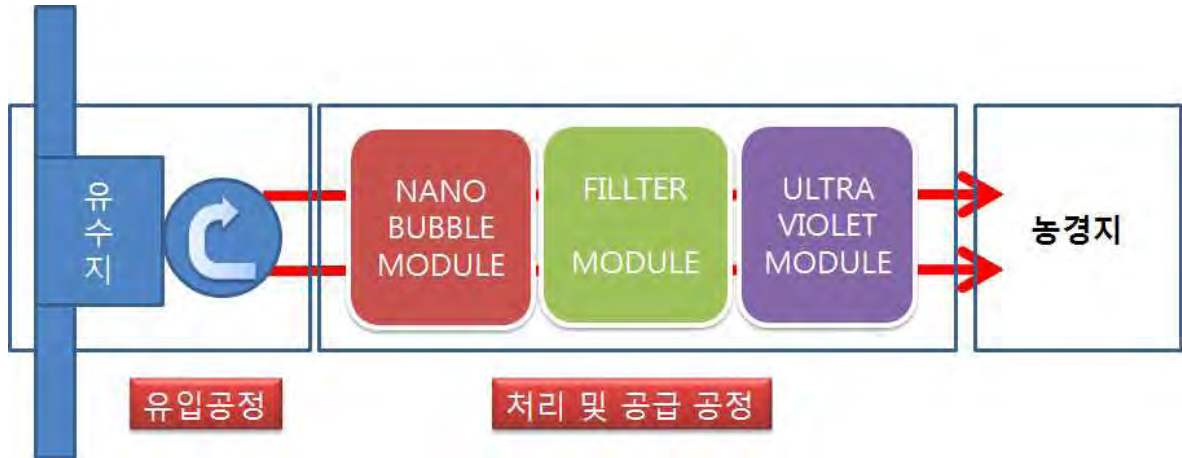 유
수
지
NANO
BUBBLE
MODULE
FILLTER
MODULE
ULTRA
VIOLET
MODULE
농경지
유입공정
처리 및 공급 공정